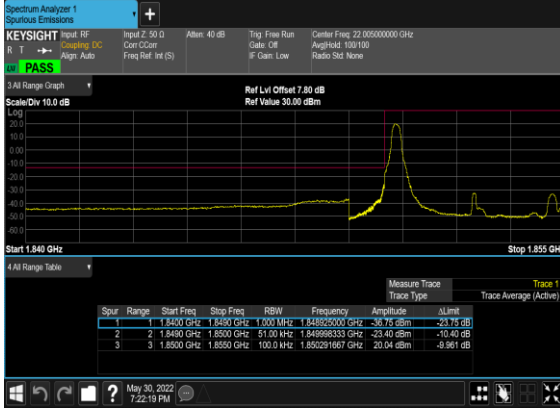 Spectrum Analyzer 1
Spurious Emissions
KEYSIGHT Input: RF Input Z: 50 Ω Atten: 40 dB Trig: Free Run Center Freq: 22.005000000 GHz
R T Coupling: DC Corr CCorr Gate: Off Avg|Hold: 100/100
Align: Auto Freq Ref: Int (S) IF Gain: Low Radio Std: None
PASS
3 All Range Graph
Ref Lvl Offset 7.80 dB
Scale/Div 10.0 dB Ref Value 30.00 dBm
Log
20.0
10.0
0.00
-10.0
-20.0
-30.0
-40.0
-50.0
-60.0
Start 1.840 GHz Stop 1.855 GH
4 All Range Table
Measure Trace Trace 1
Trace Type Trace Average (Active)
Spur Range Start Freq Stop Freq RBW Frequency Amplitude ΔLimit
1 1 1.8400 GHz 1.8490 GHz 1.000 MHz 1.848925000 GHz -36.75 dBm -23.75 dB
2 2 1.8490 GHz 1.8500 GHz 51.00 kHz 1.849998333 GHz -23.40 dBm -10.40 dB
3 3 1.8500 GHz 1.8550 GHz 100.0 kHz 1.850291667 GHz 20.04 dBm -9.961 dB
? May 30, 2022
7:22:19 PM